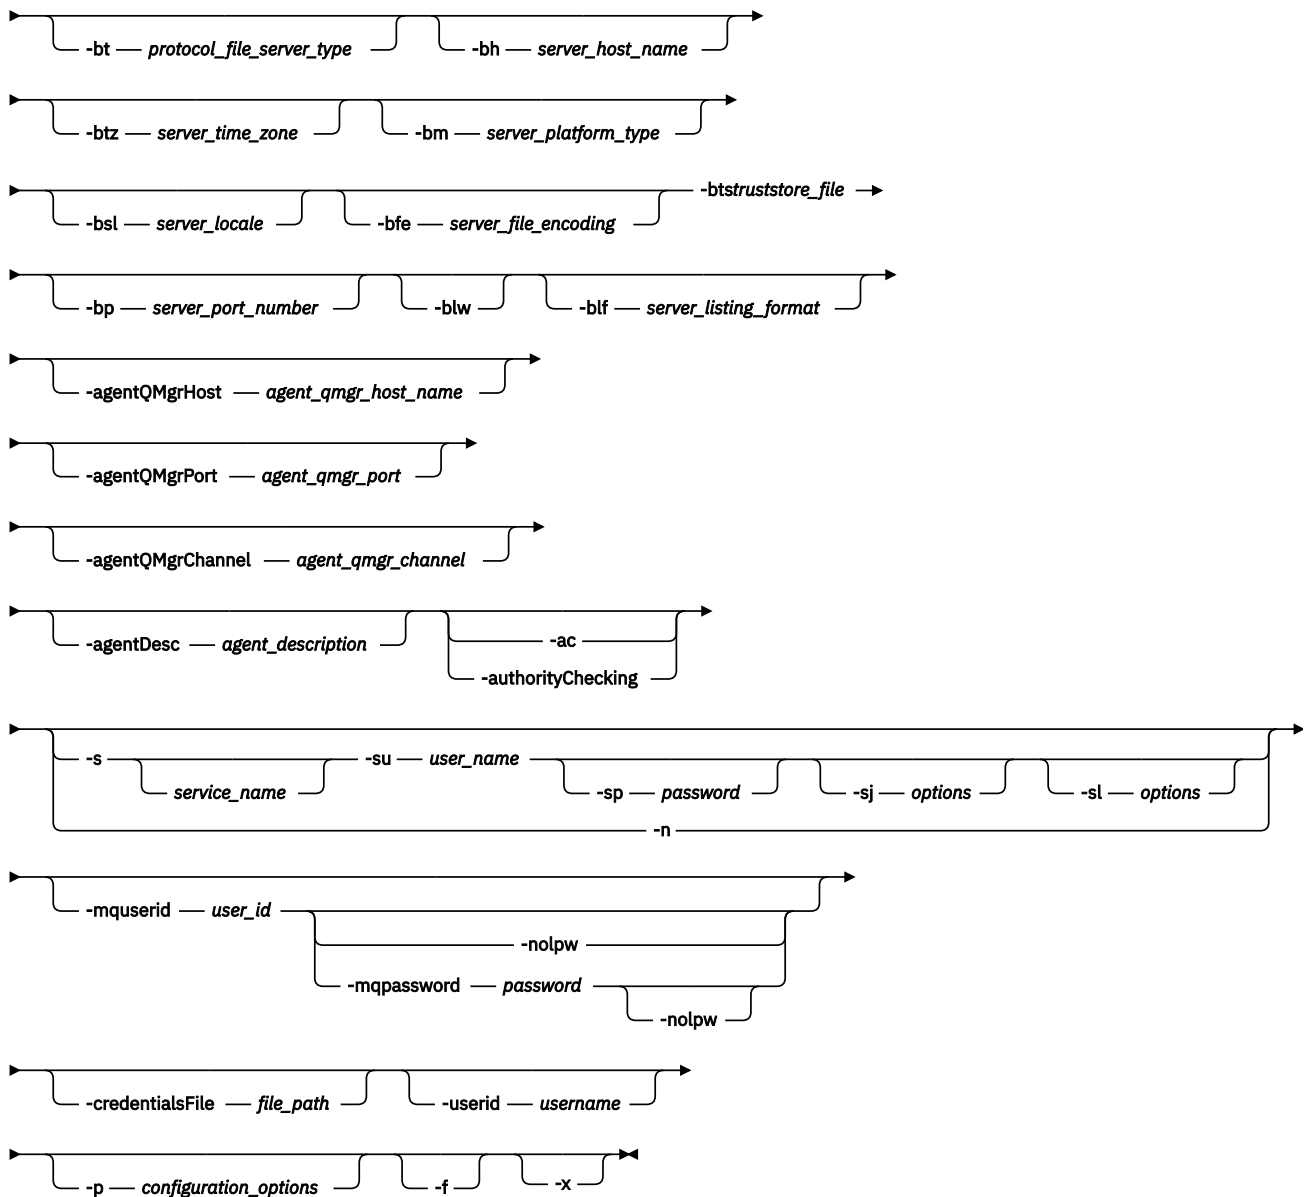 -bt protocol_file_server_type -bh server_host_name
-btz server_time_zone -bm server_platform_type
-btstruststore_file
-bsl server_locale -bfe server_file_encoding
-bp server_port_number -blw -blf server_listing_format
-agentQMgrHost agent_qmgr_host_name
-agentQMgrPort agent_qmgr_port
-agentQMgrChannel agent_qmgr_channel
-agentDesc agent_description -ac
-authorityChecking
-s -su user_name
service_name -sp password -sj options -sl options
-n
-mquserid user_id
-nolpw
-mqpassword password
-nolpw
-credentialsFile file_path -userid username
-p configuration_options -f -x